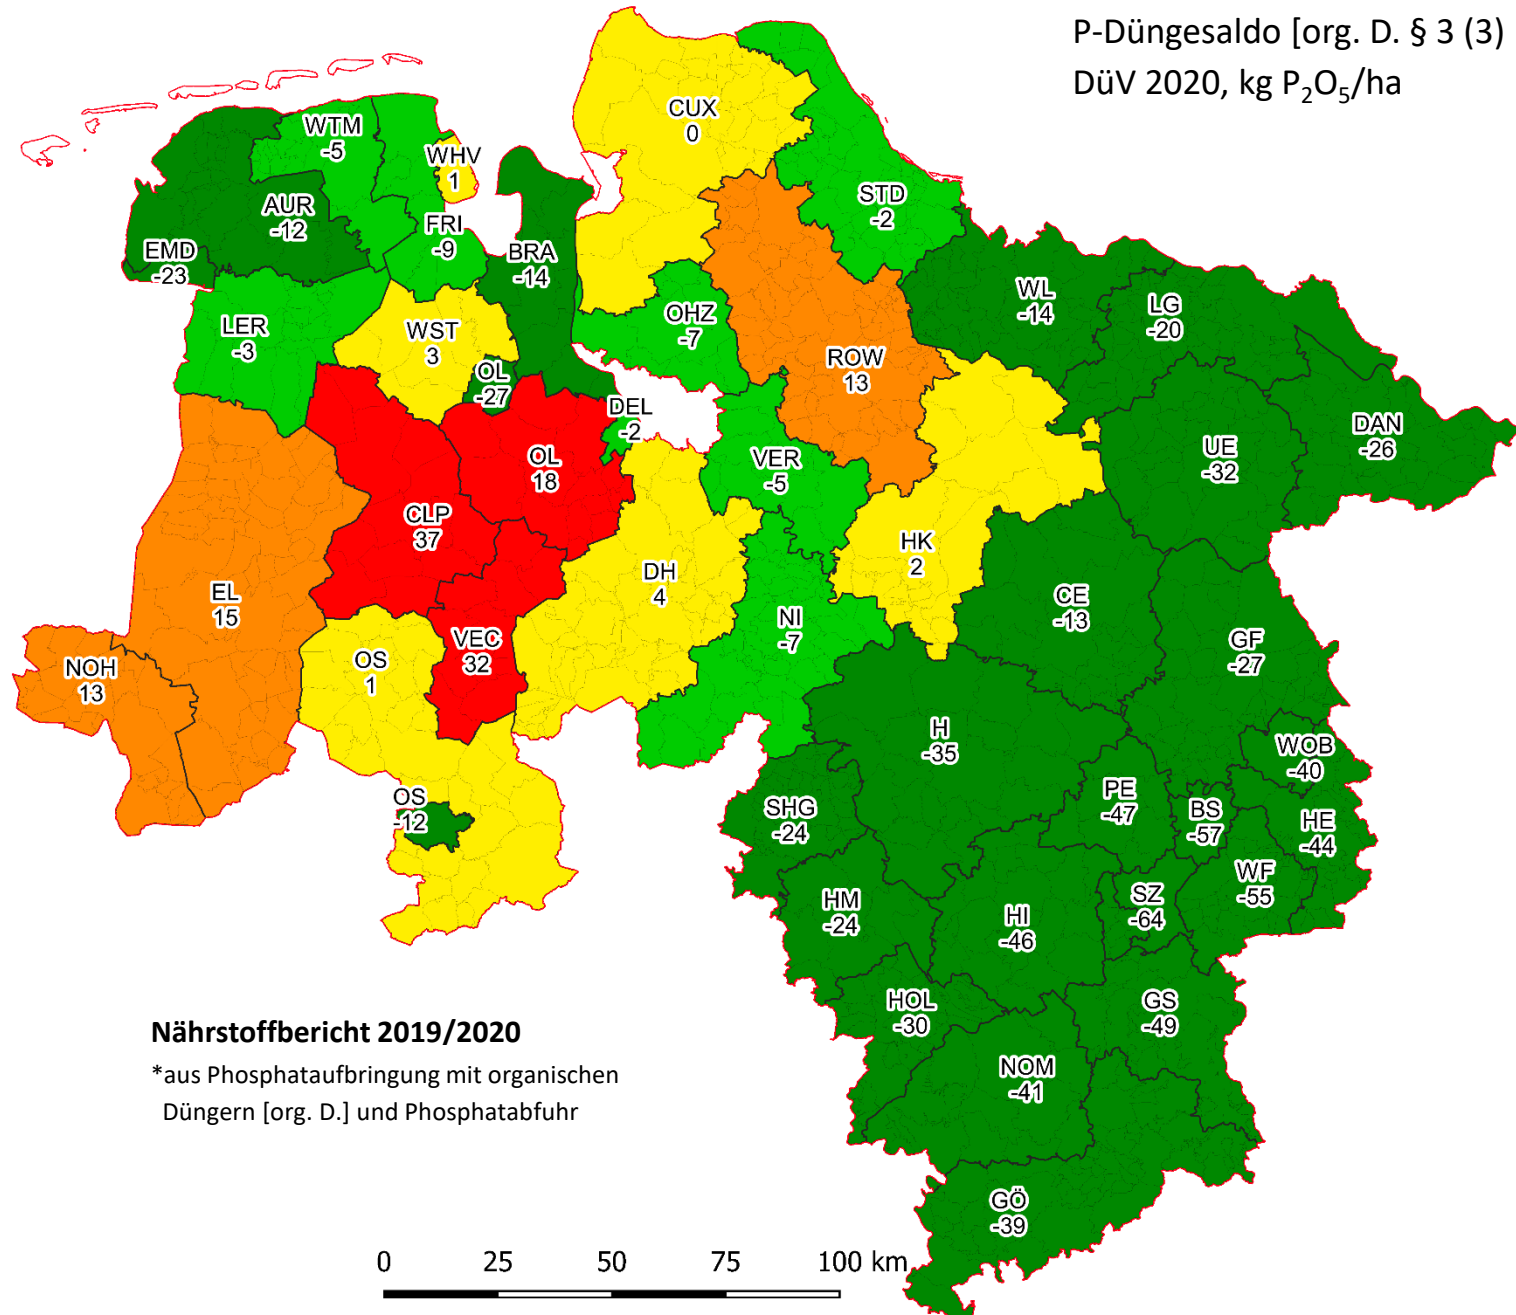 P-Düngesaldo [org. D. § 3 (3)
DüV 2020, kg P₂O₅/ha
CUX
0
WTM
-5
WHV
1
STD
-2
AUR
-12
FRI
-9
EMD
-23
BRA
-14
WL
-14
LG
-20
OHZ
-7
LER
-3
WST
3
ROW
13
OL
-27
DEL
-2
DAN
-26
UE
-32
VER
-5
OL
18
CLP
37
HK
2
DH
4
EL
15
CE
-13
NI
-7
GF
-27
VEC
32
OS
1
NOH
13
H
-35
WOB
-40
PE
-47
BS
-57
OS
-12
SHG
-24
HE
-44
WF
-55
SZ
-64
HM
-24
HI
-46
HOL
-30
GS
-49
Nährstoffbericht 2019/2020
*aus Phosphataufbringung mit organischen
Düngern [org. D.] und Phosphatabfuhr
NOM
-41
GÖ
-39
0 25 50 75 100 km